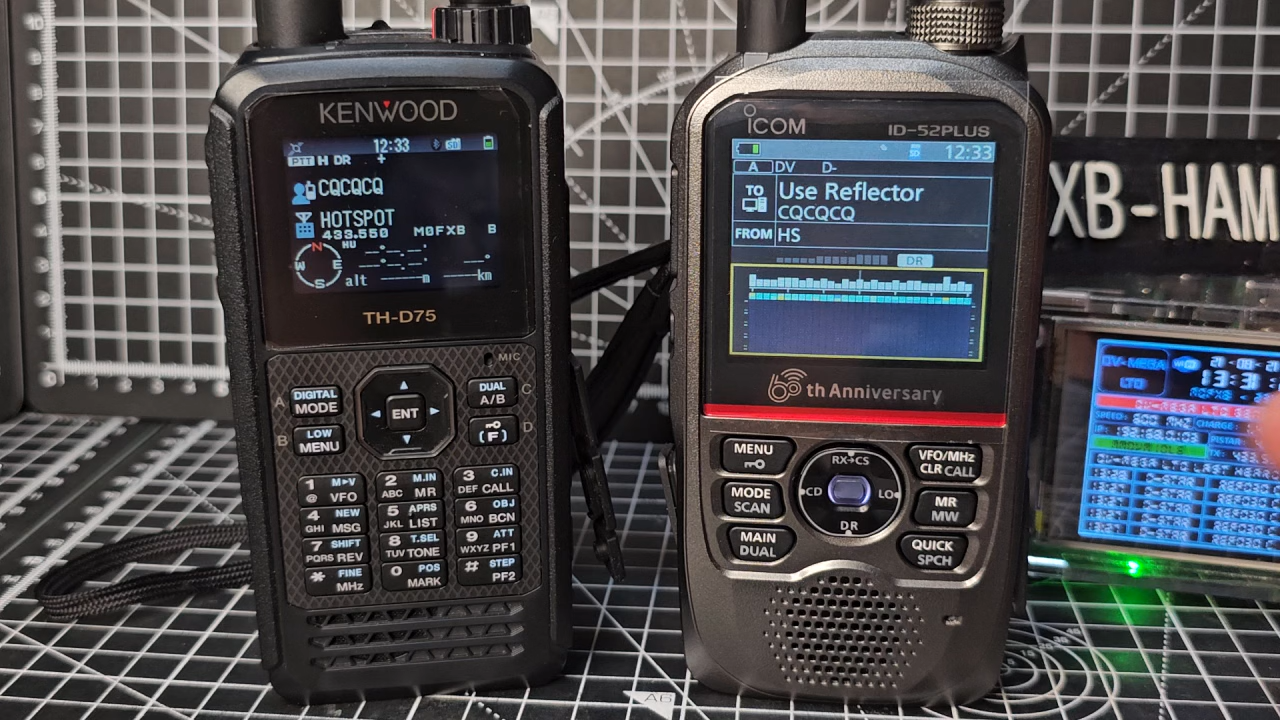 KENWOOD
12:33
PTT H DR +
CQCQCQ
HOTSPOT
433.550 M0FXB B
HU
N
W E
S
alt m km
TH-D75
MIC
A
DIGITAL
MODE
DUAL
A/B
C
B
LOW
MENU
ENT
(F)
D
1 M►V
@ VFO
2 M.IN
ABC MR
3 C.IN
DEF CALL
4 NEW
GHI MSG
5 APRS
JKL LIST
6 OBJ
MNO BCN
7 SHIFT
PQRS REV
8 T.SEL
TUV TONE
9 ATT
WXYZ PF1
* FINE
MHz
0 POS
MARK
# STEP
PF2
ICOM
ID-52PLUS
12:33
A DV D-
TO
Use Reflector
CQCQCQ
FROM HS
DR
60th Anniversary
MENU
MODE
SCAN
MAIN
DUAL
RX→CS
CD
DR
VFO/MHz
CLR CALL
MR
MW
QUICK
SPCH
XB-HAM
DV-MEGA
LTO
A6